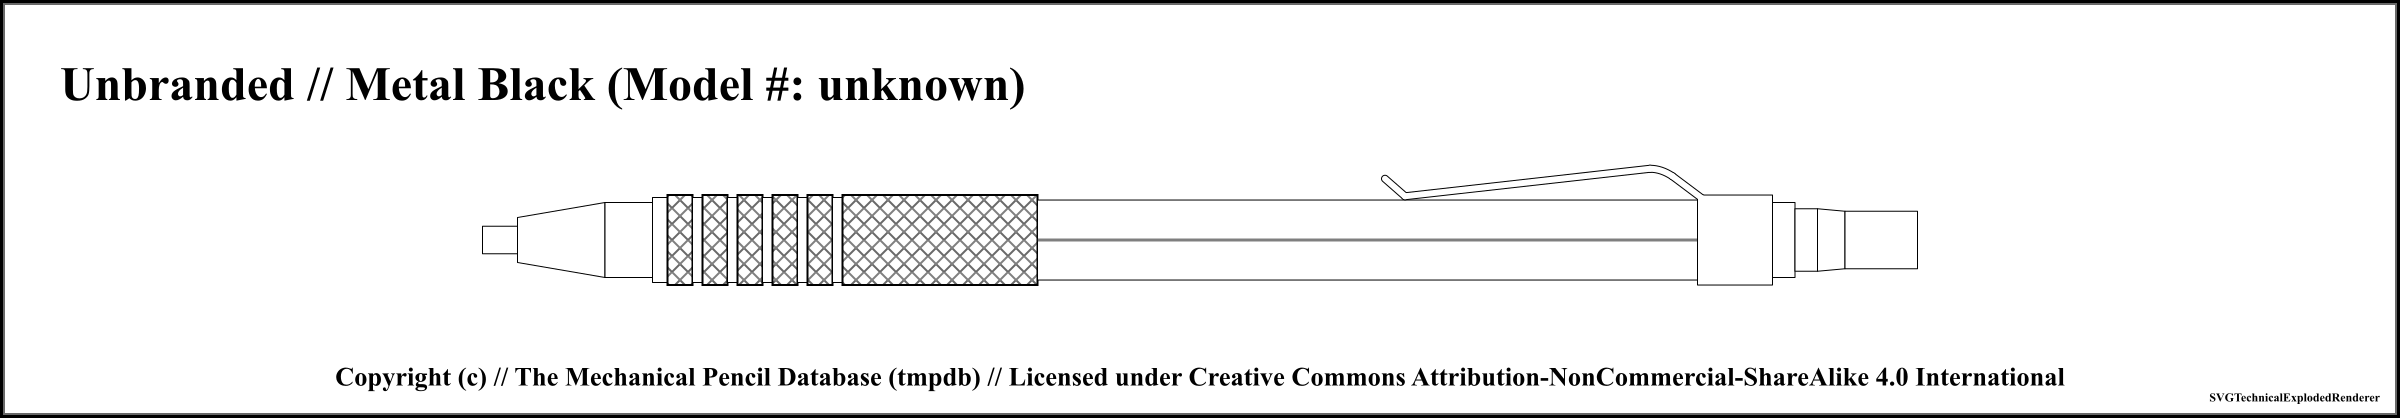 Unbranded // Metal Black (Model #: unknown)
Copyright (c) // The Mechanical Pencil Database (tmpdb) // Licensed under Creative Commons Attribution-NonCommercial-ShareAlike 4.0 International
SVGTechnicalExplodedRenderer